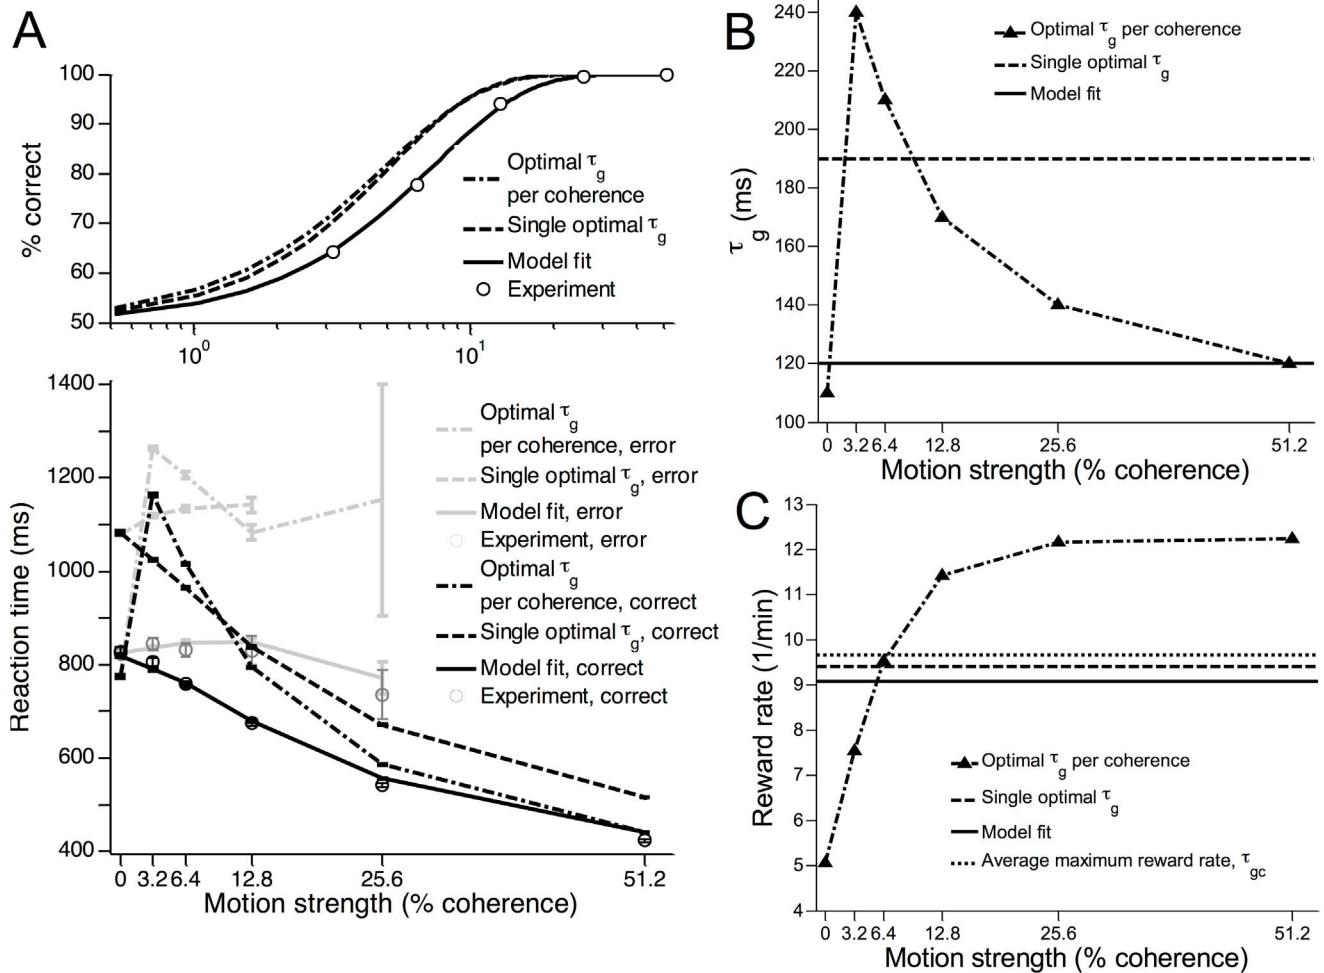 A
100
90
80
70
60
50
% correct
Optimal τg
per coherence
Single optimal τg
Model fit
Experiment
10^0
10^1
1400
1200
1000
800
600
400
Reaction time (ms)
Optimal τg
per coherence, error
Single optimal τg, error
Model fit, error
Experiment, error
Optimal τg
per coherence, correct
Single optimal τg, correct
Model fit, correct
Experiment, correct
0 3.2 6.4 12.8 25.6 51.2
Motion strength (% coherence)
B
240
220
200
180
160
140
120
100
τg (ms)
Optimal τg per coherence
Single optimal τg
Model fit
0 3.2 6.4 12.8 25.6 51.2
Motion strength (% coherence)
C
13
12
11
10
9
8
7
6
5
4
Reward rate (1/min)
Optimal τg per coherence
Single optimal τg
Model fit
Average maximum reward rate, τgc
0 3.2 6.4 12.8 25.6 51.2
Motion strength (% coherence)